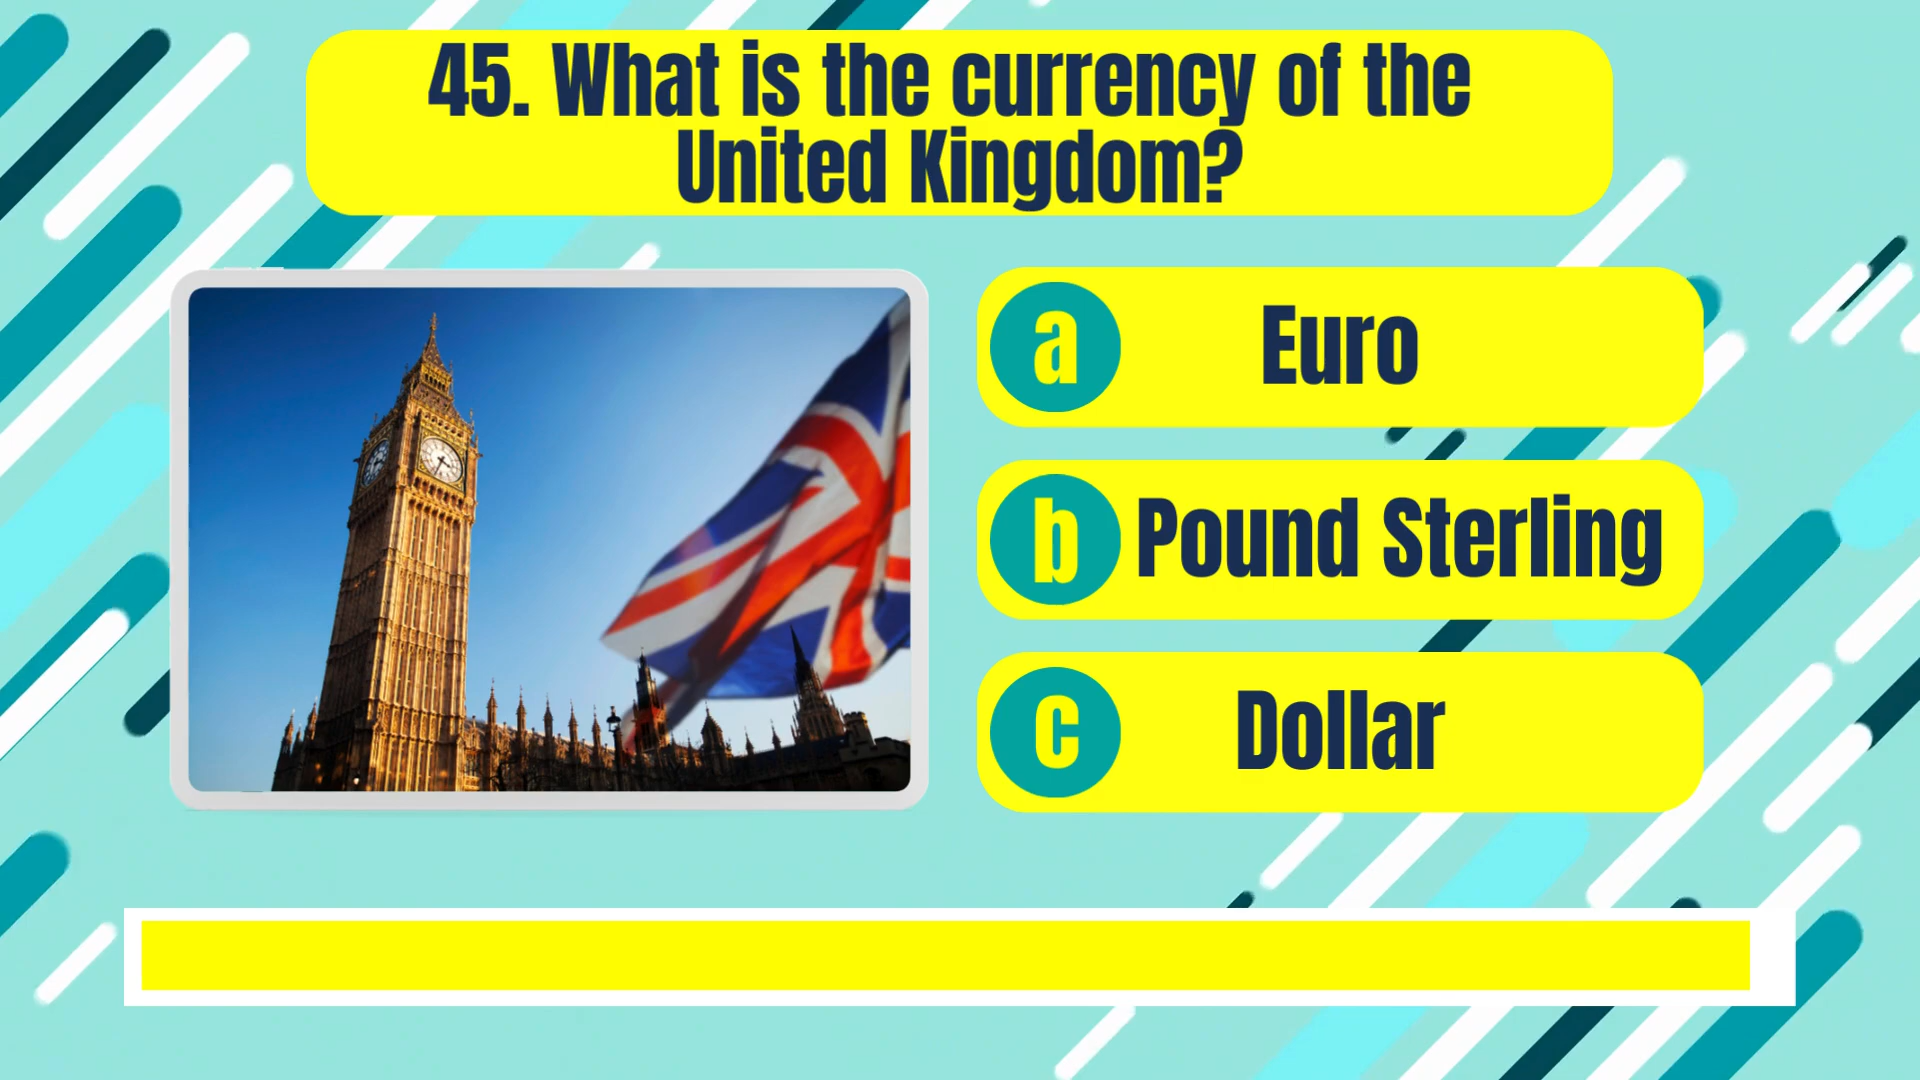 45. What is the currency of the
United Kingdom?
a Euro
b Pound Sterling
c Dollar